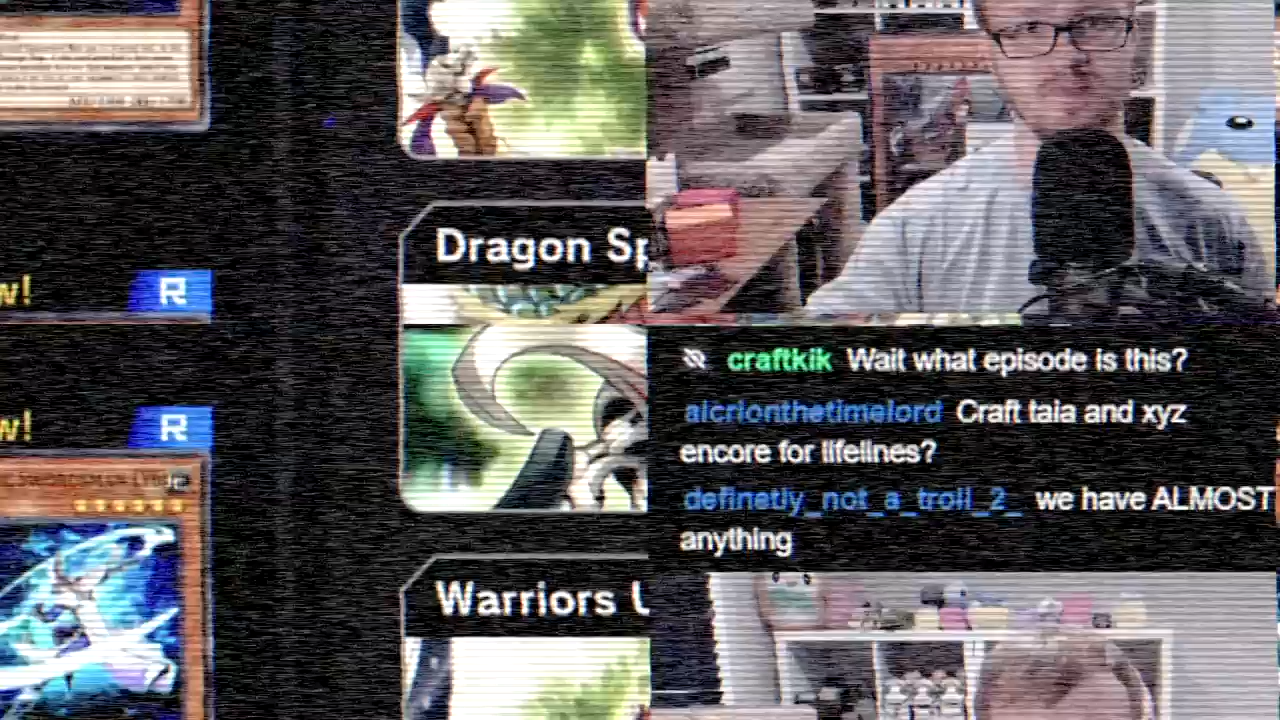 w!
R
w!
R
Dragon Sp
Warriors U
craftkik Wait what episode is this?
alcrionthetimelord Craft taia and xyz
encore for lifelines?
definetly_not_a_troll_2_ we have ALMOST
anything